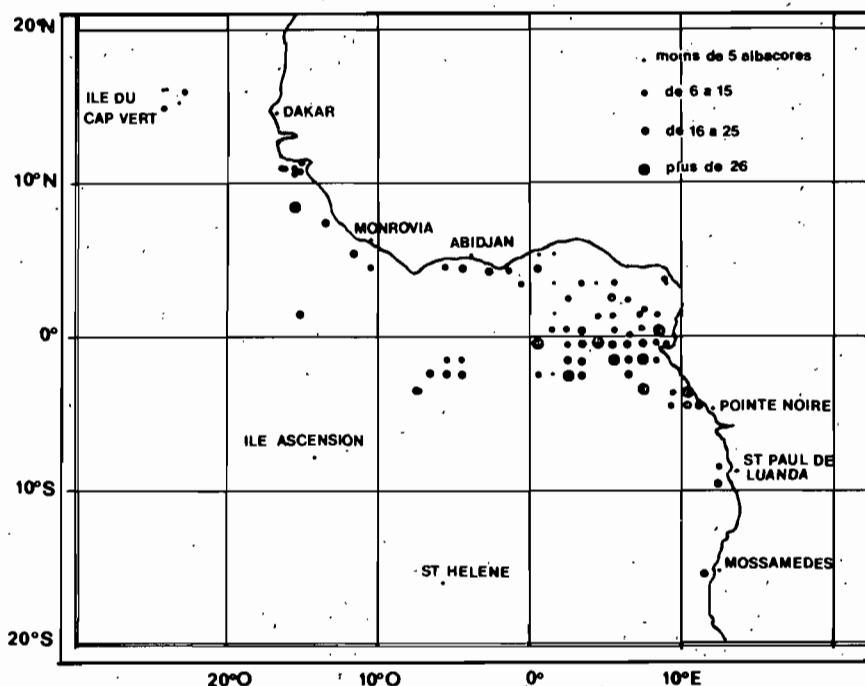 20°N
moins de 5 albacores
ILE DU
CAP VERT
de 6 a 15
DAKAR
de 16 a 25
plus de 26
10°N
MONROVIA
ABIDJAN
0°
POINTE NOIRE
ILE ASCENSION
ST PAUL DE
LUANDA
10°S
MOSSAMEDES
ST HELENE
20°S
20°O
10°O
0°
10°E